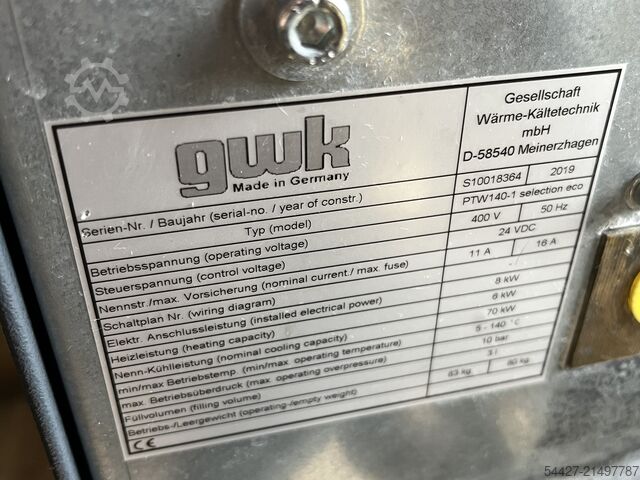 gwk
Made in Germany
Gesellschaft
Wärme-Kältetechnik
mbH
D-58540 Meinerzhagen
Serien-Nr. / Baujahr (serial-no. / year of constr.) S10018364 2019
Typ (model) PTW140-1 selection eco
Betriebsspannung (operating voltage) 400 V 50 Hz
Steuerspannung (control voltage) 24 VDC
Nennstr./max. Vorsicherung (nominal current./ max. fuse) 11 A 16 A
Schaltplan Nr. (wiring diagram) -
Elektr. Anschlussleistung (installed electrical power) 8 kW
Heizleistung (heating capacity) 6 kW
Nenn-Kühlleistung (nominal cooling capacity) 70 kW
min/max Betriebstemp. (min/max. operating temperature) 5 - 140 °C
max. Betriebsüberdruck (max. operating overpressure) 10 bar
Füllvolumen (filling volume) 3 l
Betriebs-/Leergewicht (operating-/empty weight) 83 kg 80 kg
CE
54427-21497787